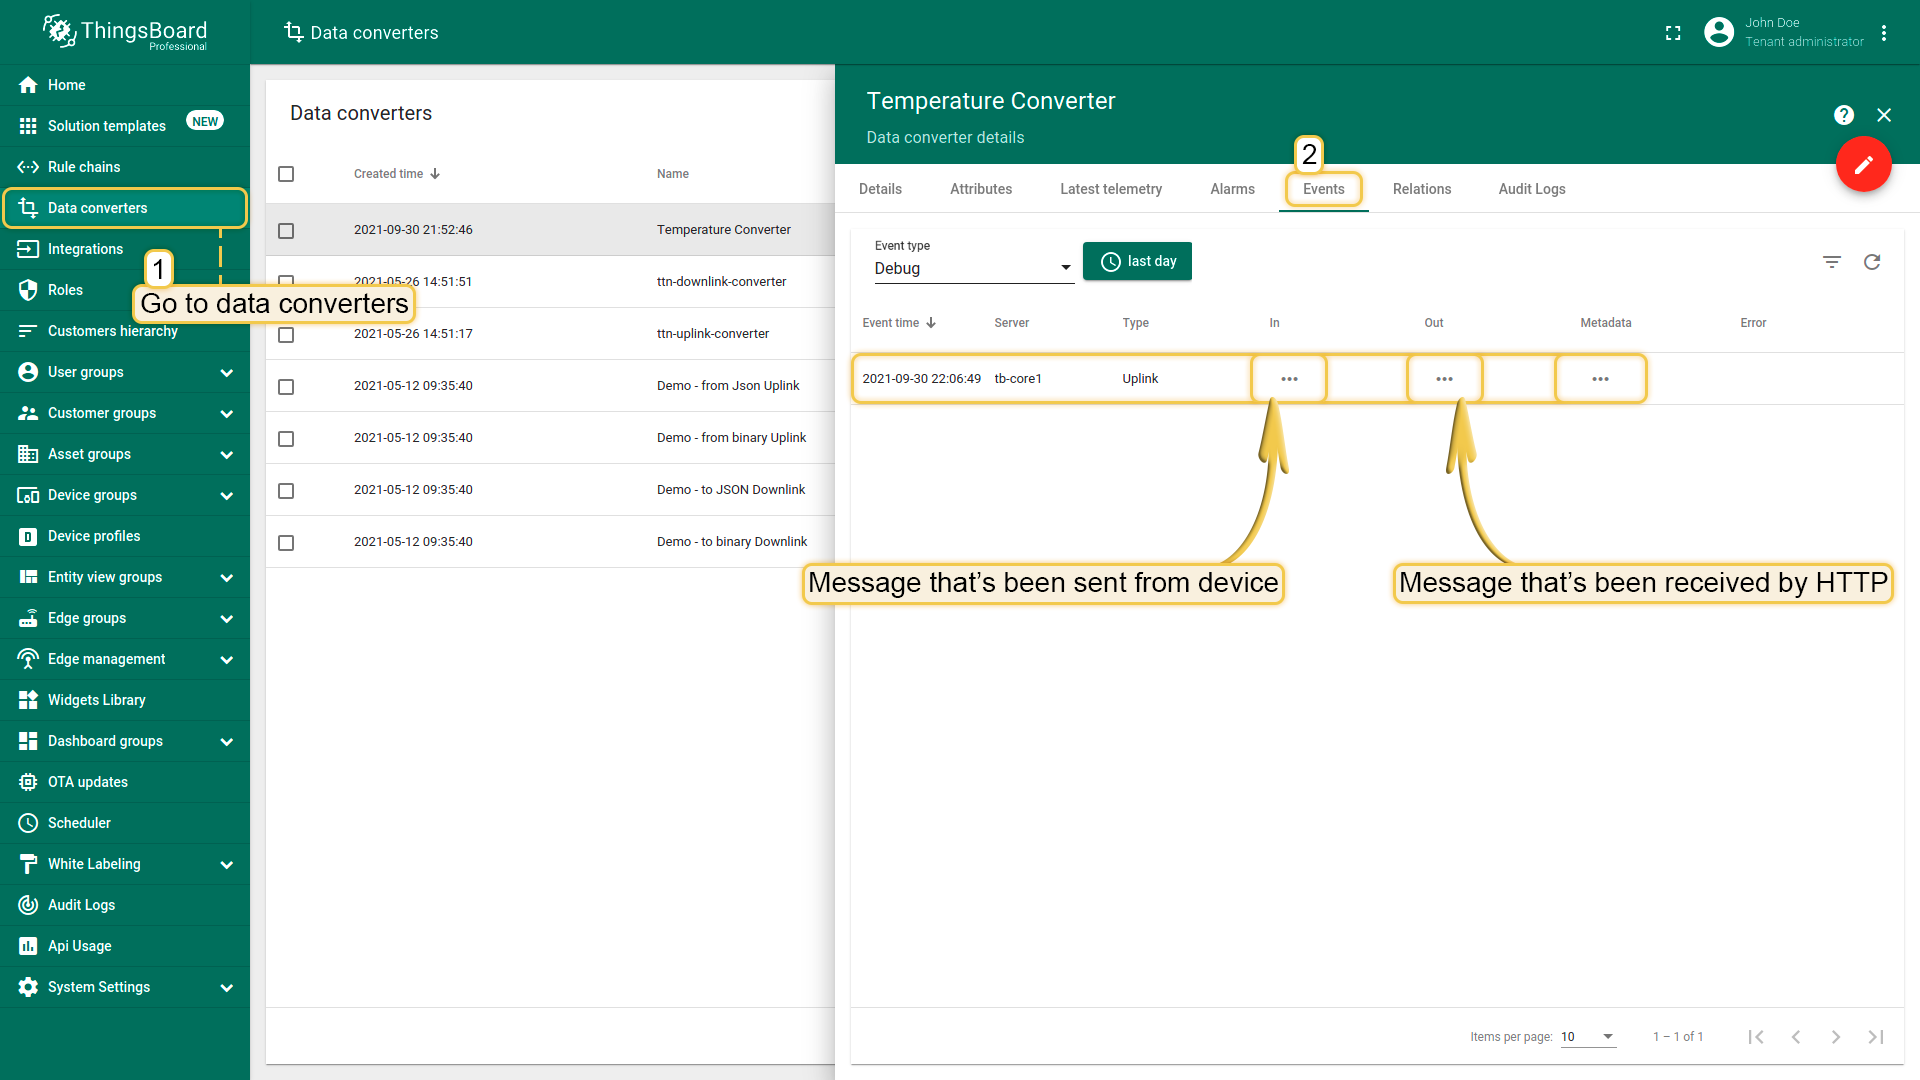 ThingsBoard
Professional
Data converters
John Doe
Tenant administrator
Home
Solution templates
NEW
Rule chains
Data converters
Integrations
Roles
Customers hierarchy
User groups
Customer groups
Asset groups
Device groups
Device profiles
Entity view groups
Edge groups
Edge management
Widgets Library
Dashboard groups
OTA updates
Scheduler
White Labeling
Audit Logs
Api Usage
System Settings
1
Go to data converters
Data converters
Created time Name
2021-09-30 21:52:46 Temperature Converter
2021-05-26 14:51:51 ttn-downlink-converter
2021-05-26 14:51:17 ttn-uplink-converter
2021-05-12 09:35:40 Demo - from Json Uplink
2021-05-12 09:35:40 Demo - from binary Uplink
2021-05-12 09:35:40 Demo - to JSON Downlink
2021-05-12 09:35:40 Demo - to binary Downlink
Temperature Converter
Data converter details
2
Details Attributes Latest telemetry Alarms Events Relations Audit Logs
Event type
Debug
last day
Event time Server Type In Out Metadata Error
2021-09-30 22:06:49 tb-core1 Uplink ••• ••• •••
Message that’s been sent from device
Message that’s been received by HTTP
Items per page: 10 1 – 1 of 1